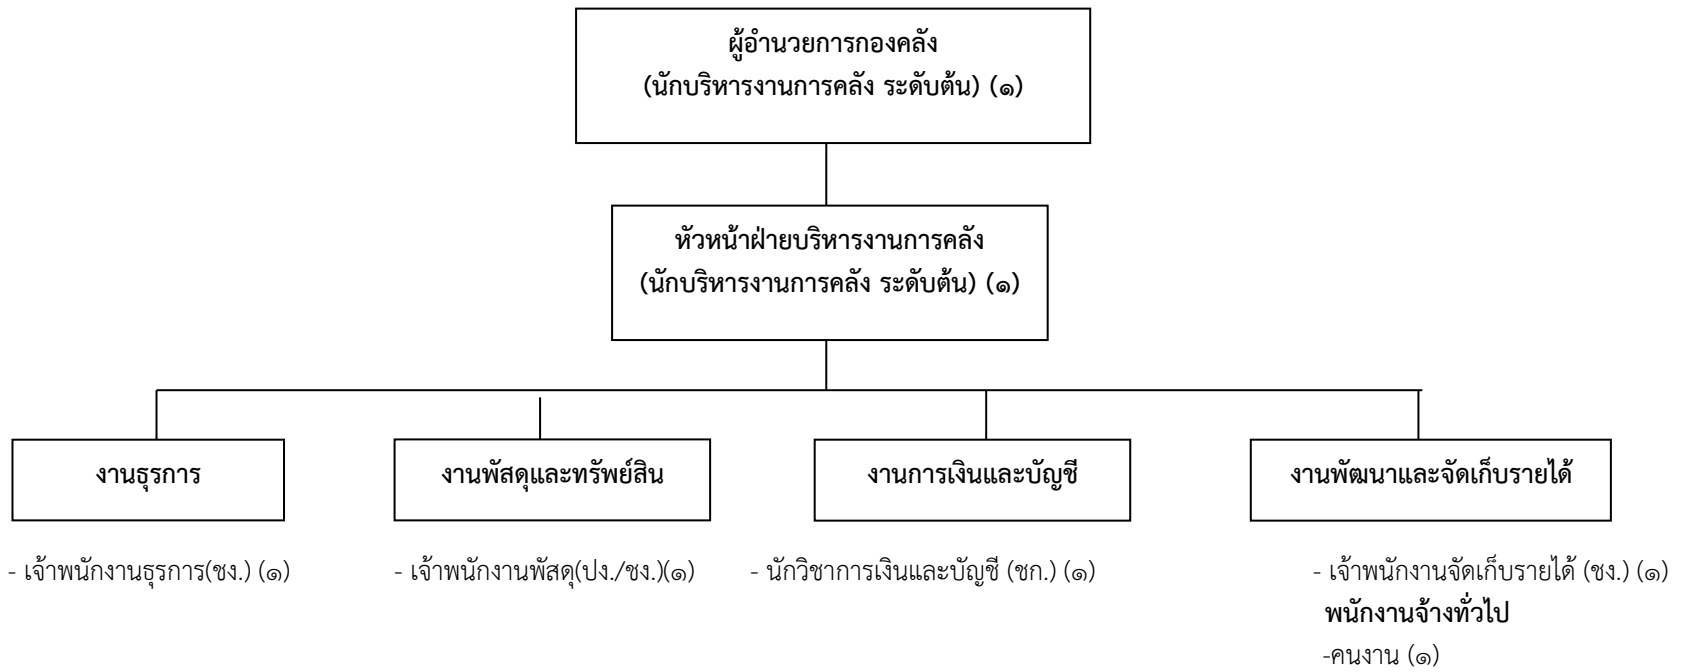 ผู้อำนวยการกองคลัง
(นักบริหารงานการคลัง ระดับต้น) (๑)
หัวหน้าฝ่ายบริหารงานการคลัง
(นักบริหารงานการคลัง ระดับต้น) (๑)
งานธุรการ
งานพัสดุและทรัพย์สิน
งานการเงินและบัญชี
งานพัฒนาและจัดเก็บรายได้
- เจ้าพนักงานธุรการ(ชง.) (๑)
- เจ้าพนักงานพัสดุ(ปง./ชง.)(๑)
- นักวิชาการเงินและบัญชี (ชก.) (๑)
- เจ้าพนักงานจัดเก็บรายได้ (ชง.) (๑)
พนักงานจ้างทั่วไป
-คนงาน (๑)